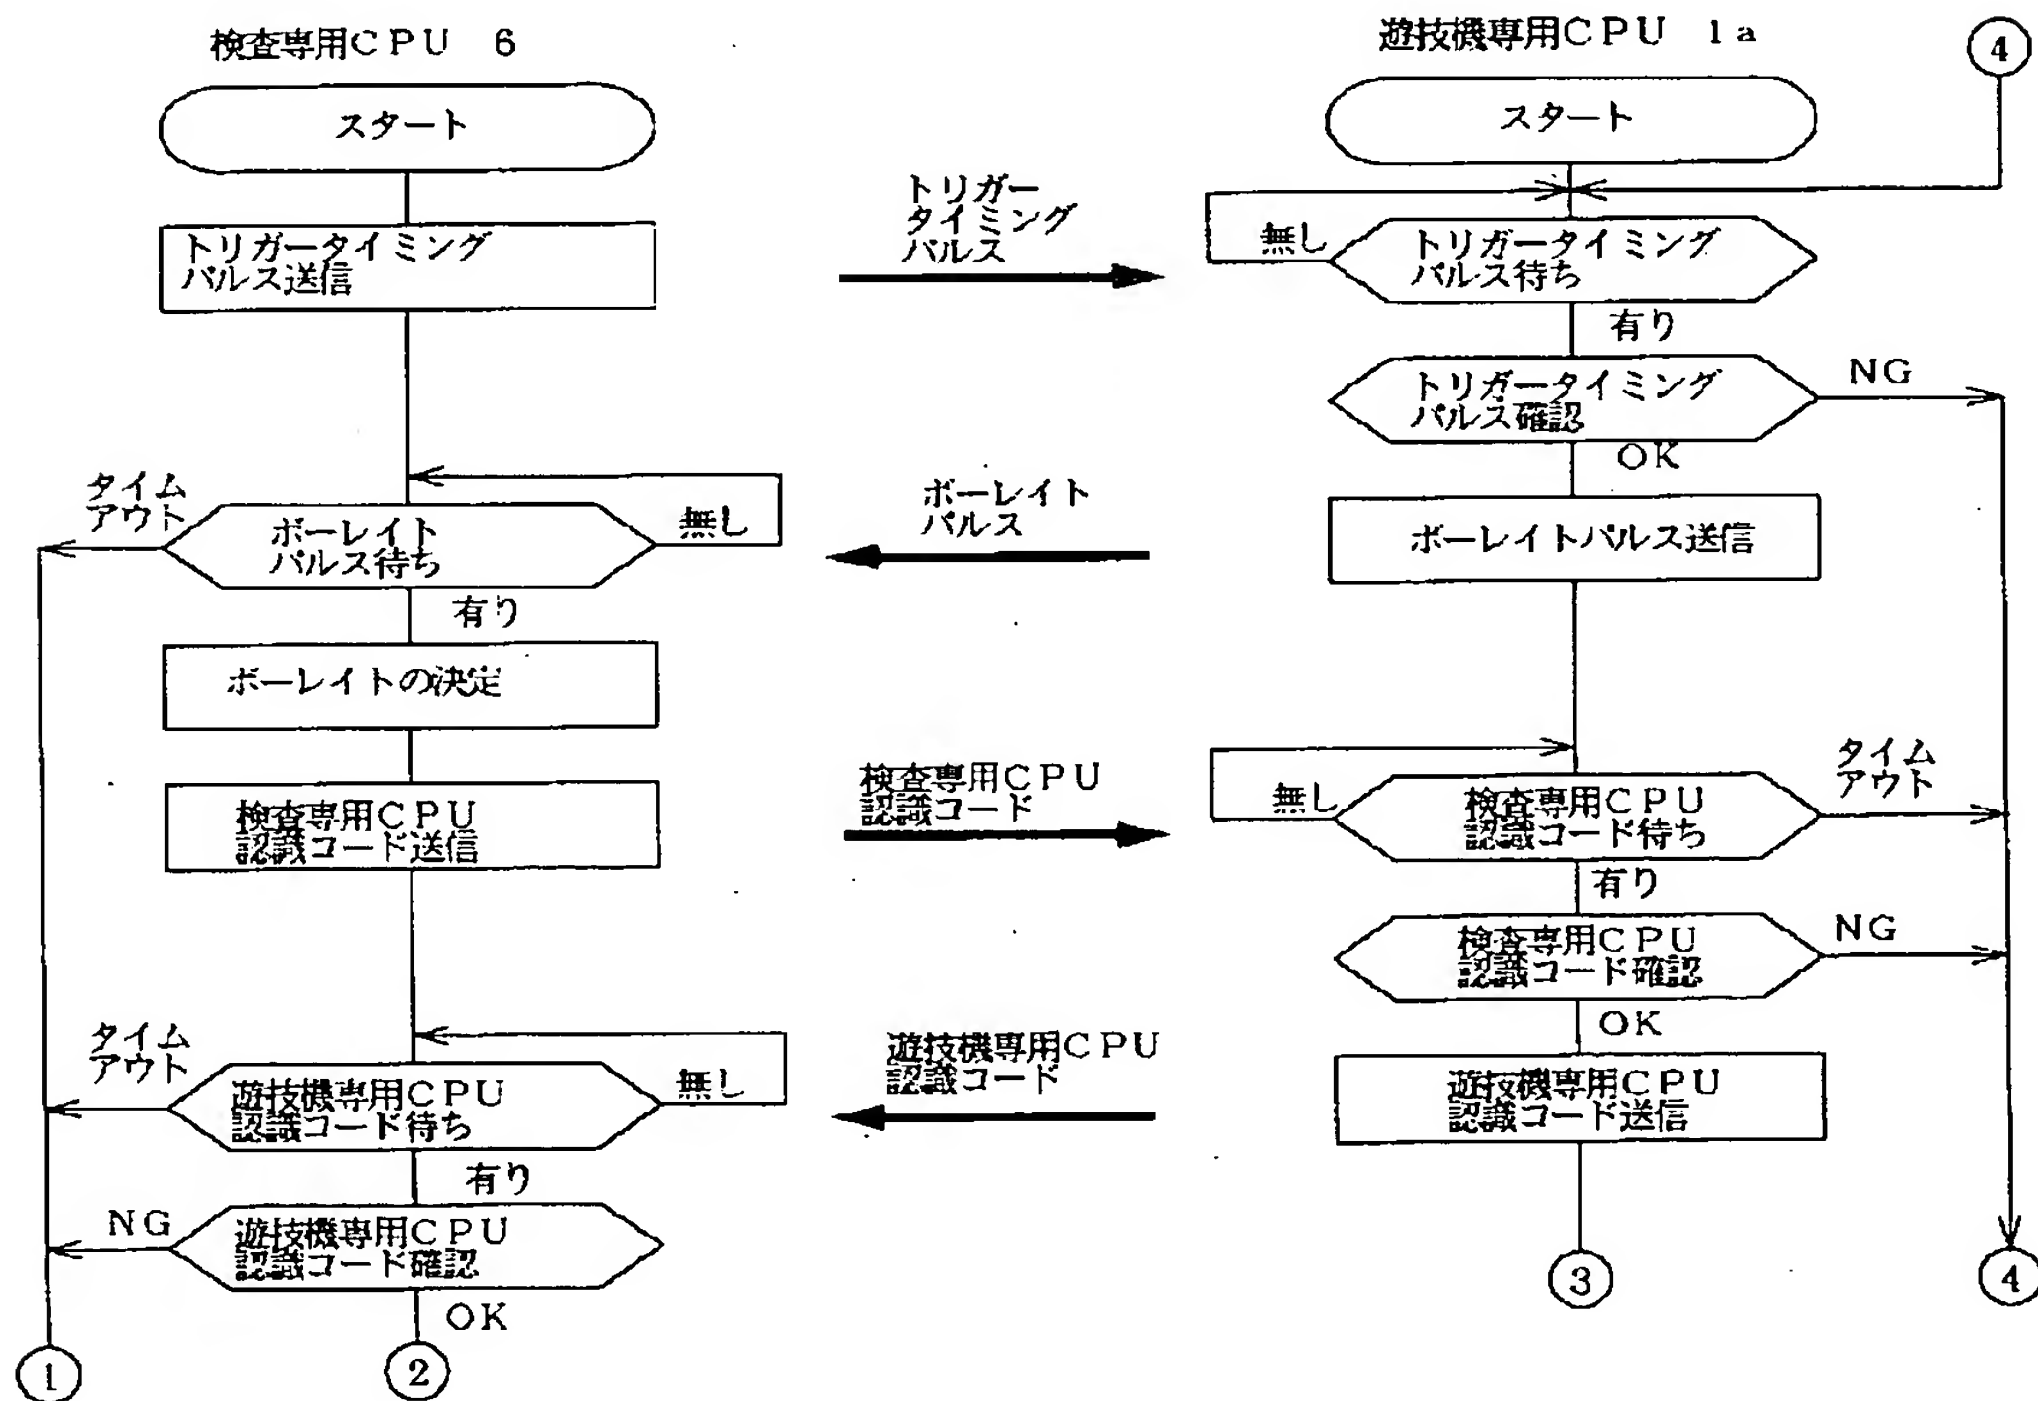 検査専用CPU 6
スタート
トリガータイミング
パルス送信
タイム
アウト
ボーレイト
パルス待ち
無し
有り
ボーレイトの決定
検査専用CPU
認識コード送信
タイム
アウト
遊技機専用CPU
認識コード待ち
無し
有り
NG
遊技機専用CPU
認識コード確認
OK
1
2
トリガー
タイミング
パルス
ボーレイト
パルス
検査専用CPU
認識コード
遊技機専用CPU
認識コード
遊技機専用CPU 1a
4
スタート
無し
トリガータイミング
パルス待ち
有り
トリガータイミング
パルス確認
NG
OK
ボーレイトパルス送信
無し
検査専用CPU
認識コード待ち
タイム
アウト
有り
検査専用CPU
認識コード確認
NG
OK
遊技機専用CPU
認識コード送信
3
4